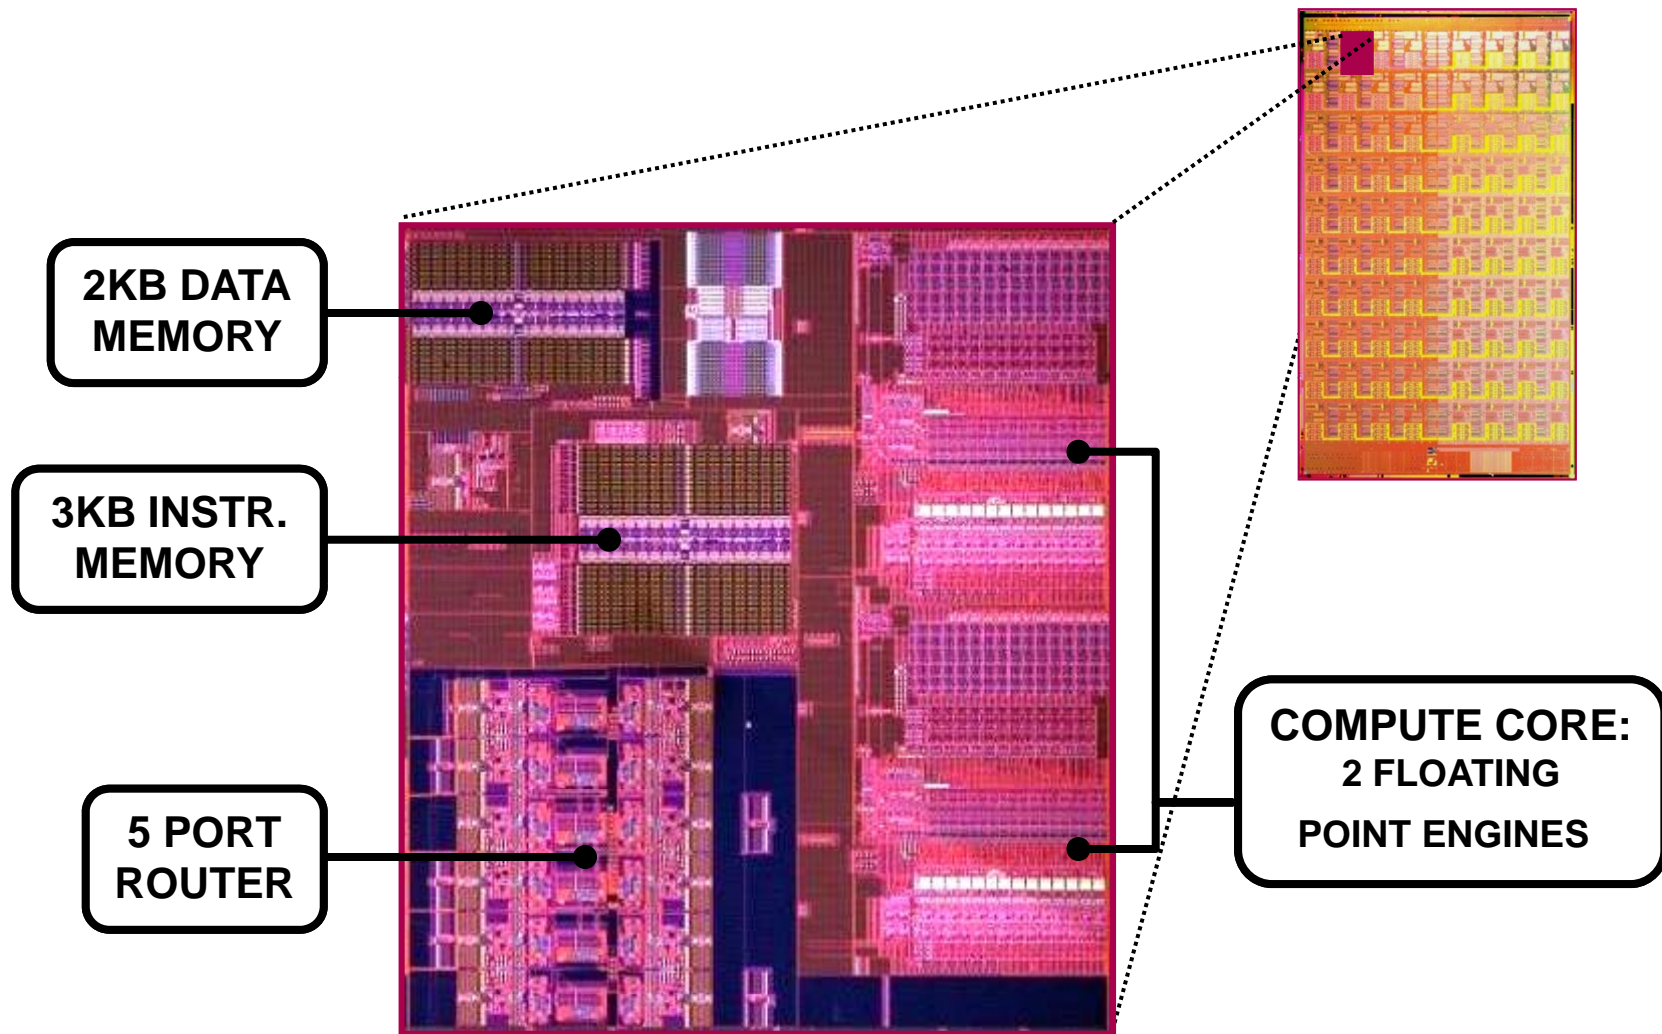 2KB DATA
MEMORY
3KB INSTR.
MEMORY
5 PORT
ROUTER
COMPUTE CORE:
2 FLOATING
POINT ENGINES